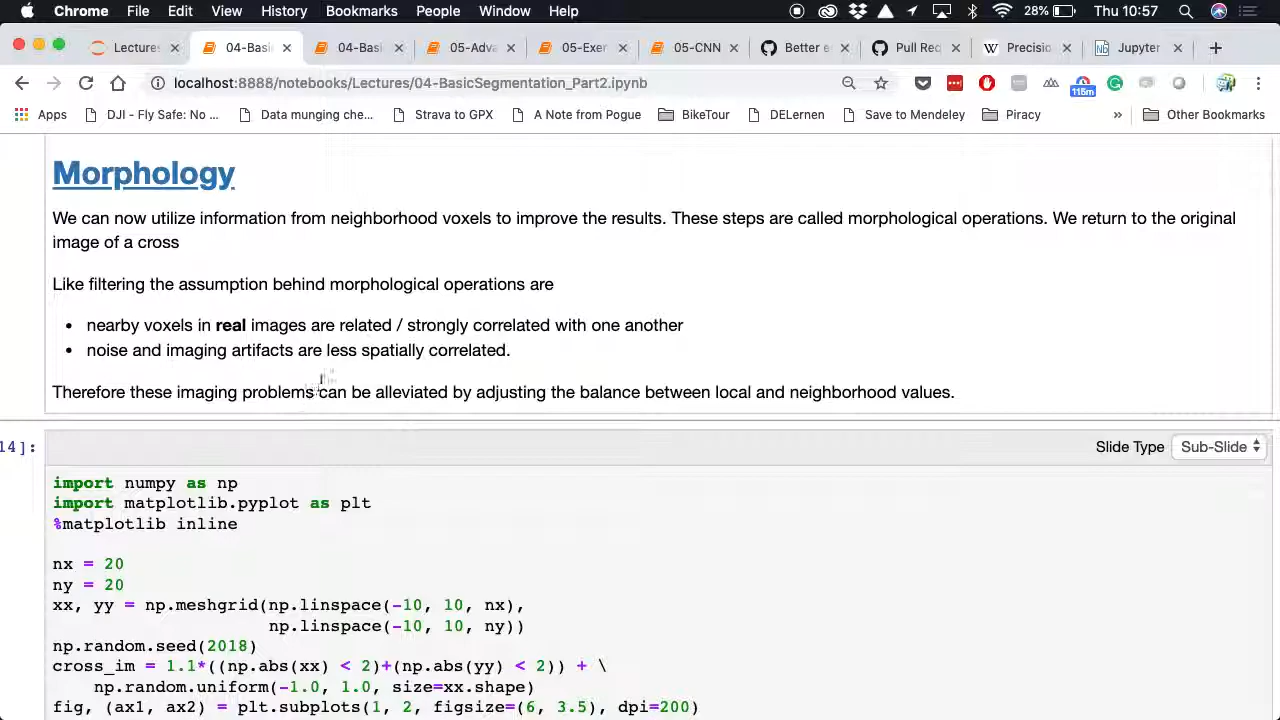 Chrome File Edit View History Bookmarks People Window Help 28% Thu 10:57
Lectures 04-Basi 04-Basi 05-Adva 05-Exer 05-CNN Better e Pull Req Precision Jupyter
localhost:8888/notebooks/Lectures/04-BasicSegmentation_Part2.ipynb 115m
Apps DJI - Fly Safe: No ... Data munging che... Strava to GPX A Note from Pogue BikeTour DELernen Save to Mendeley Piracy » Other Bookmarks
Morphology
We can now utilize information from neighborhood voxels to improve the results. These steps are called morphological operations. We return to the original
image of a cross
Like filtering the assumption behind morphological operations are
• nearby voxels in real images are related / strongly correlated with one another
• noise and imaging artifacts are less spatially correlated.
Therefore these imaging problems can be alleviated by adjusting the balance between local and neighborhood values.
14]: Slide Type Sub-Slide
import numpy as np
import matplotlib.pyplot as plt
%matplotlib inline
nx = 20
ny = 20
xx, yy = np.meshgrid(np.linspace(-10, 10, nx),
np.linspace(-10, 10, ny))
np.random.seed(2018)
cross_im = 1.1*((np.abs(xx) < 2)+(np.abs(yy) < 2)) + \
np.random.uniform(-1.0, 1.0, size=xx.shape)
fig, (ax1, ax2) = plt.subplots(1, 2, figsize=(6, 3.5), dpi=200)